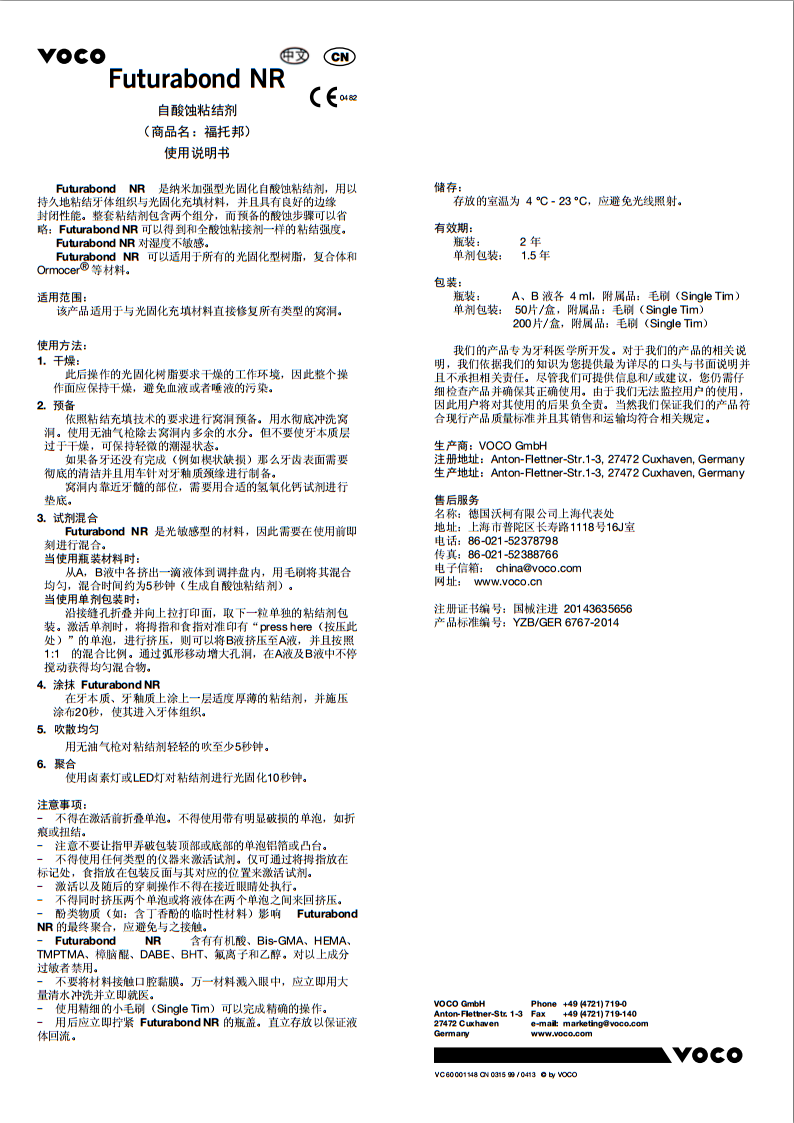 VOCO
中文 CN
Futurabond NR
CE 0482
自酸蚀粘结剂
（商品名：福托邦）
使用说明书
Futurabond NR 是纳米加强型光固化自酸蚀粘结剂，用以
持久地粘结牙体组织与光固化充填材料，并且具有良好的边缘
封闭性能。整套粘结剂包含两个组分，而预备的酸蚀步骤可以省
略：Futurabond NR 可以得到和全酸蚀粘接剂一样的粘结强度。
Futurabond NR 对湿度不敏感。
Futurabond NR 可以适用于所有的光固化型树脂，复合体和
Ormocer® 等材料。
适用范围：
该产品适用于与光固化充填材料直接修复所有类型的窝洞。
使用方法：
1. 干燥：
此后操作的光固化树脂要求干燥的工作环境，因此整个操
作面应保持干燥，避免血液或者唾液的污染。
2. 预备
依照粘结充填技术的要求进行窝洞预备。用水彻底冲洗窝
洞。使用无油气枪除去窝洞内多余的水分。但不要使牙本质层
过于干燥，可保持轻微的潮湿状态。
如果备牙还没有完成（例如楔状缺损）那么牙齿表面需要
彻底的清洁并且用车针对牙釉质颈缘进行制备。
窝洞内靠近牙髓的部位，需要用合适的氢氧化钙试剂进行
垫底。
3. 试剂混合
Futurabond NR 是光敏感型的材料，因此需要在使用前即
刻进行混合。
当使用瓶装材料时：
从A，B液中各挤出一滴液体到调拌盘内，用毛刷将其混合
均匀，混合时间约为5秒钟（生成自酸蚀粘结剂）。
当使用单剂包装时：
沿接缝孔折叠并向上拉打印面，取下一粒单独的粘结剂包
装。激活单剂时，将拇指和食指对准印有“press here（按压此
处）”的单泡，进行挤压，则可以将B液挤压至A液，并且按照
1:1 的混合比例。通过弧形移动增大孔洞，在A液及B液中不停
搅动获得均匀混合物。
4. 涂抹 Futurabond NR
在牙本质、牙釉质上涂上一层适度厚薄的粘结剂，并施压
涂布20秒，使其进入牙体组织。
5. 吹散均匀
用无油气枪对粘结剂轻轻的吹至少5秒钟。
6. 聚合
使用卤素灯或LED灯对粘结剂进行光固化10秒钟。
注意事项：
– 不得在激活前折叠单泡。不得使用带有明显破损的单泡，如折
痕或扭结。
– 注意不要让指甲弄破包装顶部或底部的单泡铝箔或凸台。
– 不得使用任何类型的仪器来激活试剂。仅可通过将拇指放在
标记处，食指放在包装反面与其对应的位置来激活试剂。
– 激活以及随后的穿刺操作不得在接近眼睛处执行。
– 不得同时挤压两个单泡或将液体在两个单泡之间来回挤压。
– 酚类物质（如：含丁香酚的临时性材料）影响 Futurabond
NR 的最终聚合，应避免与之接触。
– Futurabond NR 含有有机酸、Bis-GMA、HEMA、
TMPTMA、樟脑醌、DABE、BHT、氟离子和乙醇。对以上成分
过敏者禁用。
– 不要将材料接触口腔黏膜。万一材料溅入眼中，应立即用大
量清水冲洗并立即就医。
– 使用精细的小毛刷（Single Tim）可以完成精确的操作。
– 用后应立即拧紧 Futurabond NR 的瓶盖。直立存放以保证液
体回流。
储存：
存放的室温为 4 °C - 23 °C，应避免光线照射。
有效期：
瓶装： 2 年
单剂包装： 1.5 年
包装：
瓶装： A、B 液各 4 ml，附属品：毛刷（Single Tim）
单剂包装： 50片/盒，附属品：毛刷（Single Tim）
200片/盒，附属品：毛刷（Single Tim）
我们的产品专为牙科医学所开发。对于我们的产品的相关说
明，我们依据我们的知识为您提供最为详尽的口头与书面说明并
且不承担相关责任。尽管我们可提供信息和/或建议，您仍需仔
细检查产品并确保其正确使用。由于我们无法监控用户的使用，
因此用户将对其使用的后果负全责。当然我们保证我们的产品符
合现行产品质量标准并且其销售和运输均符合相关规定。
生产商：VOCO GmbH
注册地址：Anton-Flettner-Str.1-3, 27472 Cuxhaven, Germany
生产地址：Anton-Flettner-Str.1-3, 27472 Cuxhaven, Germany
售后服务
名称：德国沃柯有限公司上海代表处
地址：上海市普陀区长寿路1118号16J室
电话：86-021-52378798
传真：86-021-52388766
电子信箱： china@voco.com
网址： www.voco.cn
注册证书编号：国械注进 20143635656
产品标准编号：YZB/GER 6767-2014
VOCO GmbH Phone +49 (4721) 719-0
Anton-Flettner-Str. 1-3 Fax +49 (4721) 719-140
27472 Cuxhaven e-mail: marketing@voco.com
Germany www.voco.com
VOCO
VC 60 001148 CN 0315 99 / 0413 © by VOCO